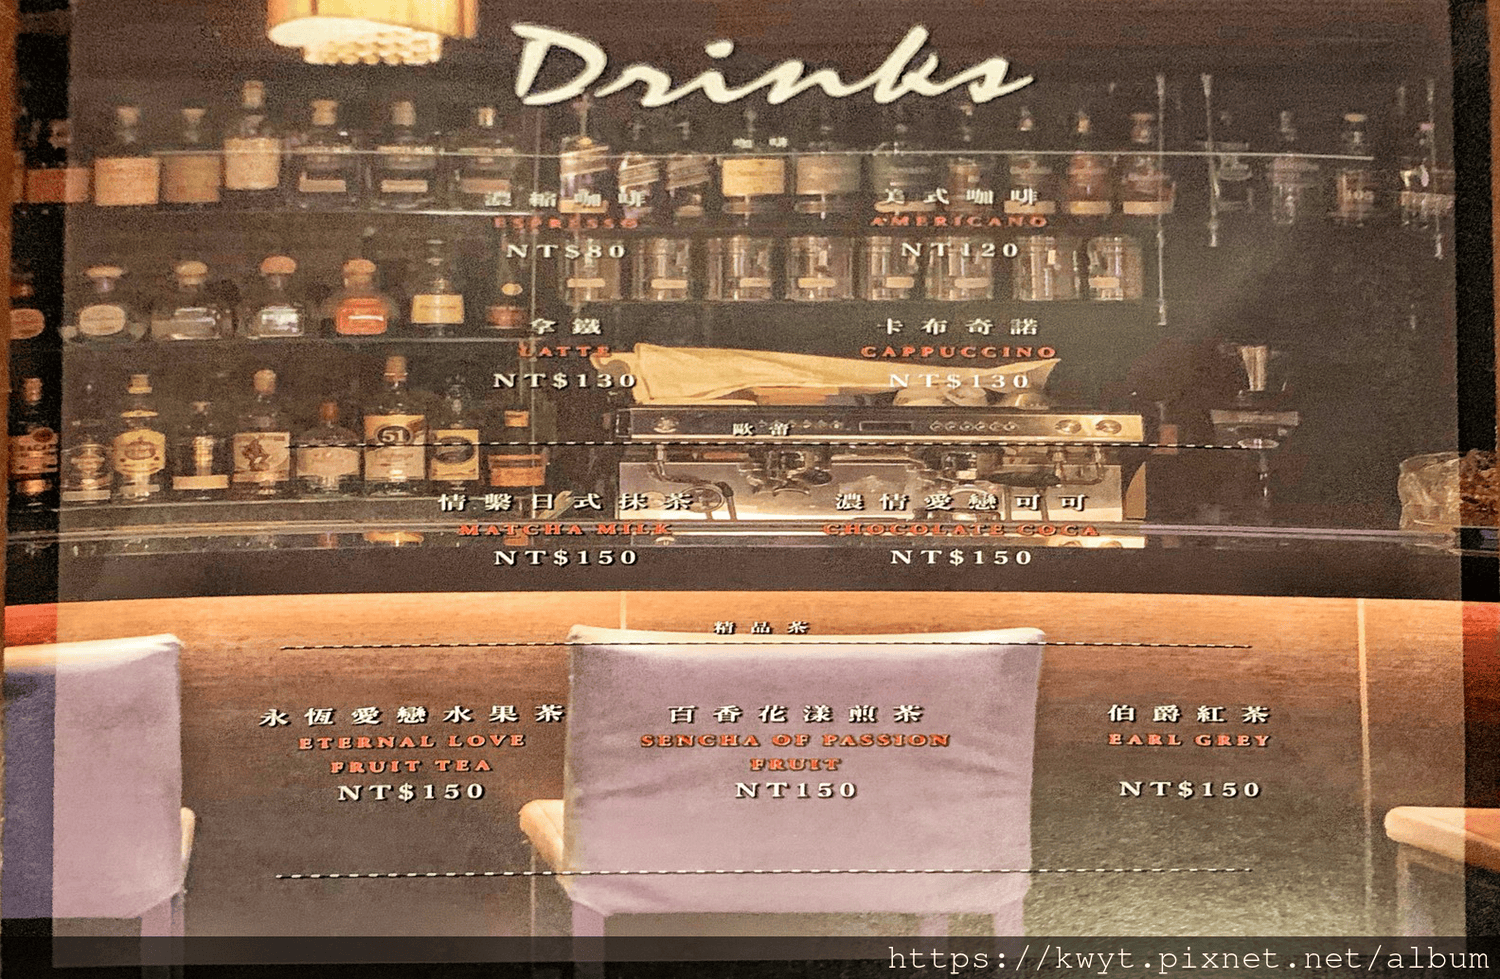 Drinks
咖 啡
濃縮咖啡
ESPRESSO
NT$80
美式咖啡
AMERICANO
NT120
拿鐵
LATTE
NT$130
卡布奇諾
CAPPUCCINO
NT$130
歐蕾
情繫日式抹茶
MATCHA MILK
NT$150
濃情愛戀可可
CHOCOLATE COCA
NT$150
精品茶
永恆愛戀水果茶
ETERNAL LOVE
FRUIT TEA
NT$150
百香花漾煎茶
SENCHA OF PASSION
FRUIT
NT150
伯爵紅茶
EARL GREY
NT$150
51
https://kwyt.pixnet.net/album